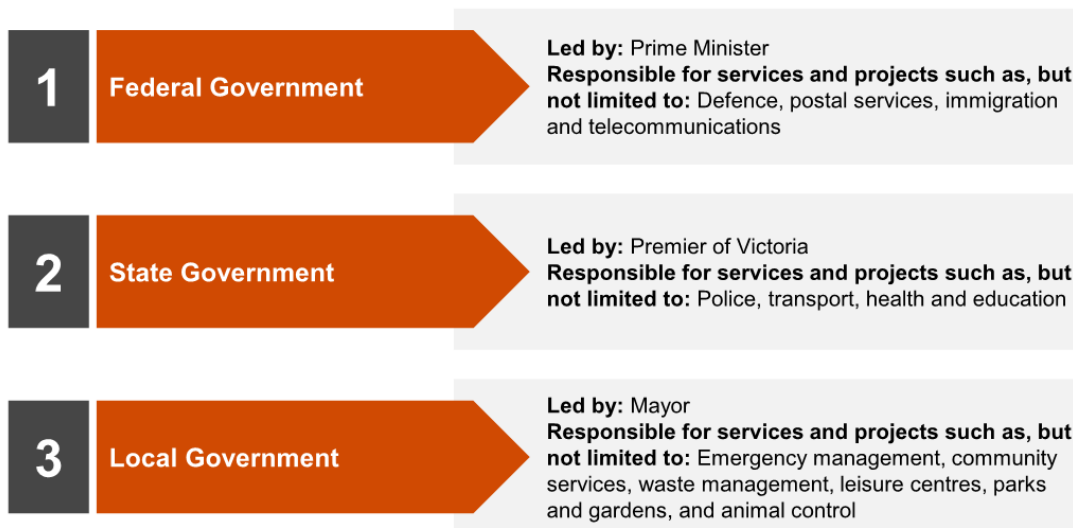 1
Federal Government
Led by: Prime Minister
Responsible for services and projects such as, but
not limited to: Defence, postal services, immigration
and telecommunications
2
State Government
Led by: Premier of Victoria
Responsible for services and projects such as, but
not limited to: Police, transport, health and education
3
Local Government
Led by: Mayor
Responsible for services and projects such as, but
not limited to: Emergency management, community
services, waste management, leisure centres, parks
and gardens, and animal control